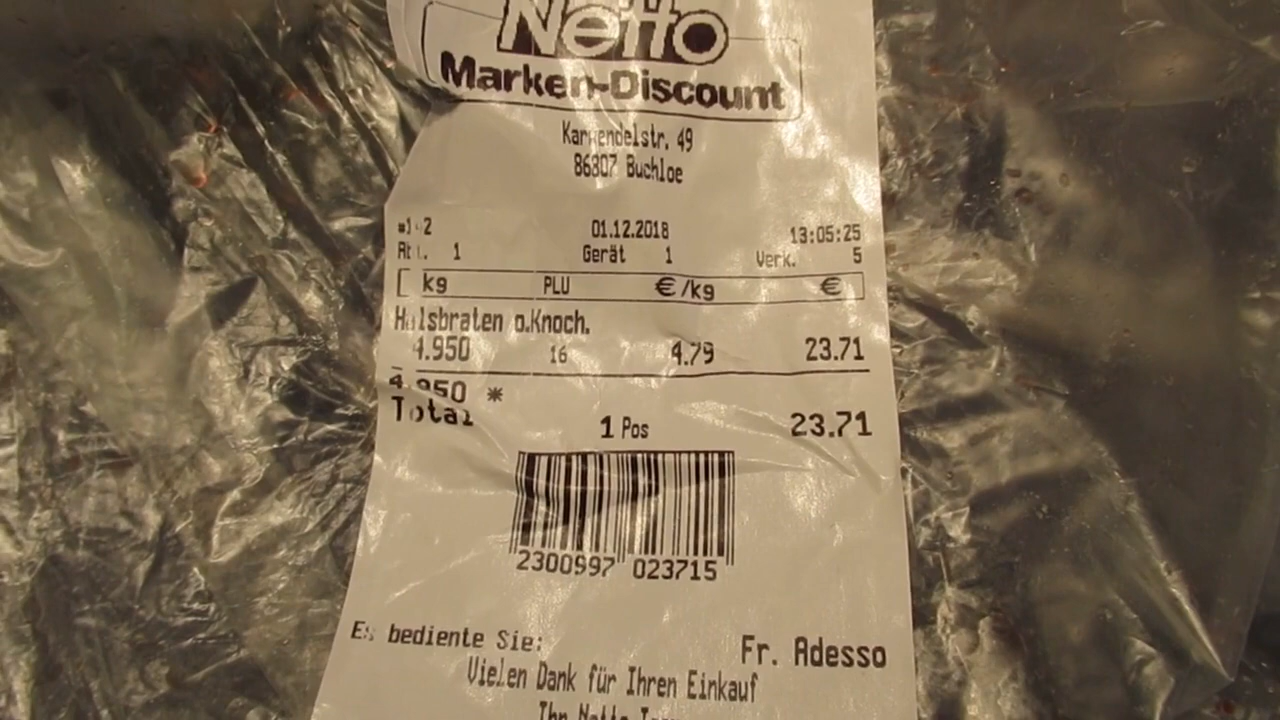 Netto
Marken-Discount
Karwendelstr. 49
86807 Buchloe
01.12.2018 13:05:25
1 Gerät 1 Verk. 5
kg PLU €/kg €
Halsbraten o.Knoch.
4.950 16 4.79 23.71
4.950 *
Total 1 Pos 23.71
2300997 023715
Es bediente Sie: Fr. Adesso
Vielen Dank für Ihren Einkauf
Ihr Netto